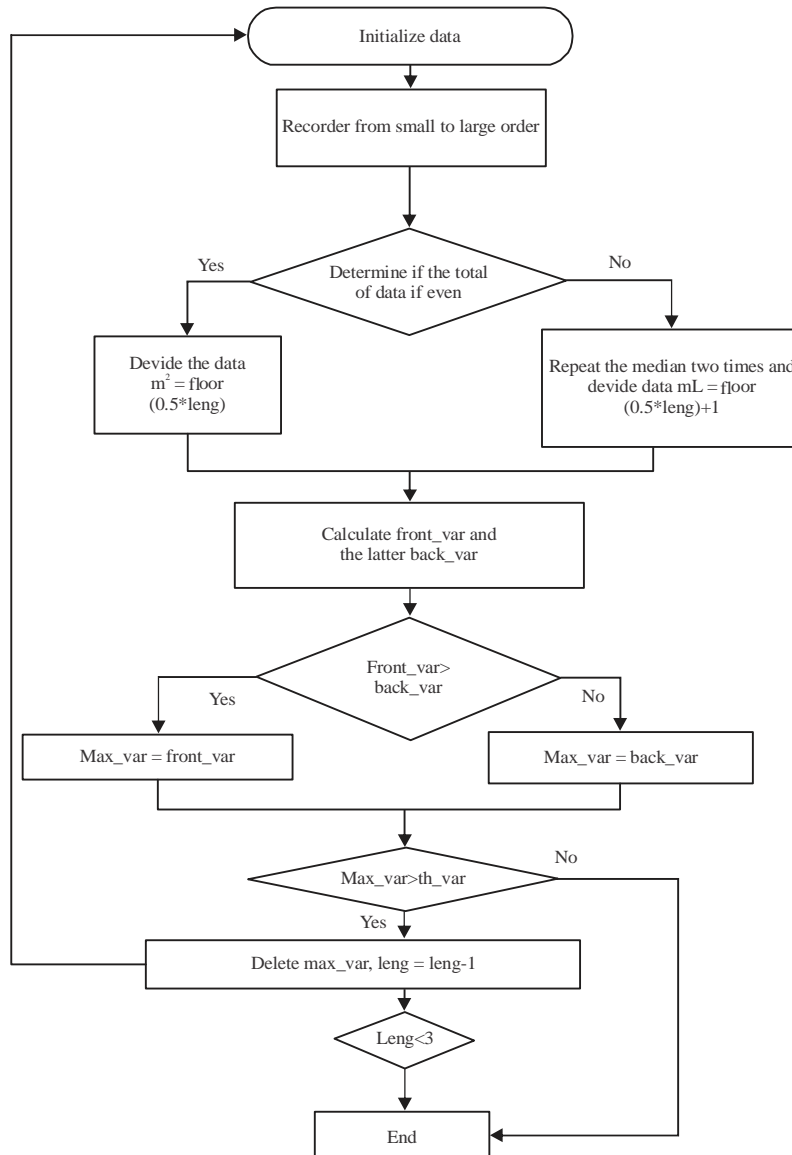 Initialize data
Recorder from small to large order
Determine if the total
of data if even
Yes
No
Devide the data
m² = floor
(0.5*leng)
Repeat the median two times and
devide data mL = floor
(0.5*leng)+1
Calculate front_var and
the latter back_var
Front_var>
back_var
Yes
No
Max_var = front_var
Max_var = back_var
Max_var>th_var
No
Yes
Delete max_var, leng = leng-1
Leng<3
End